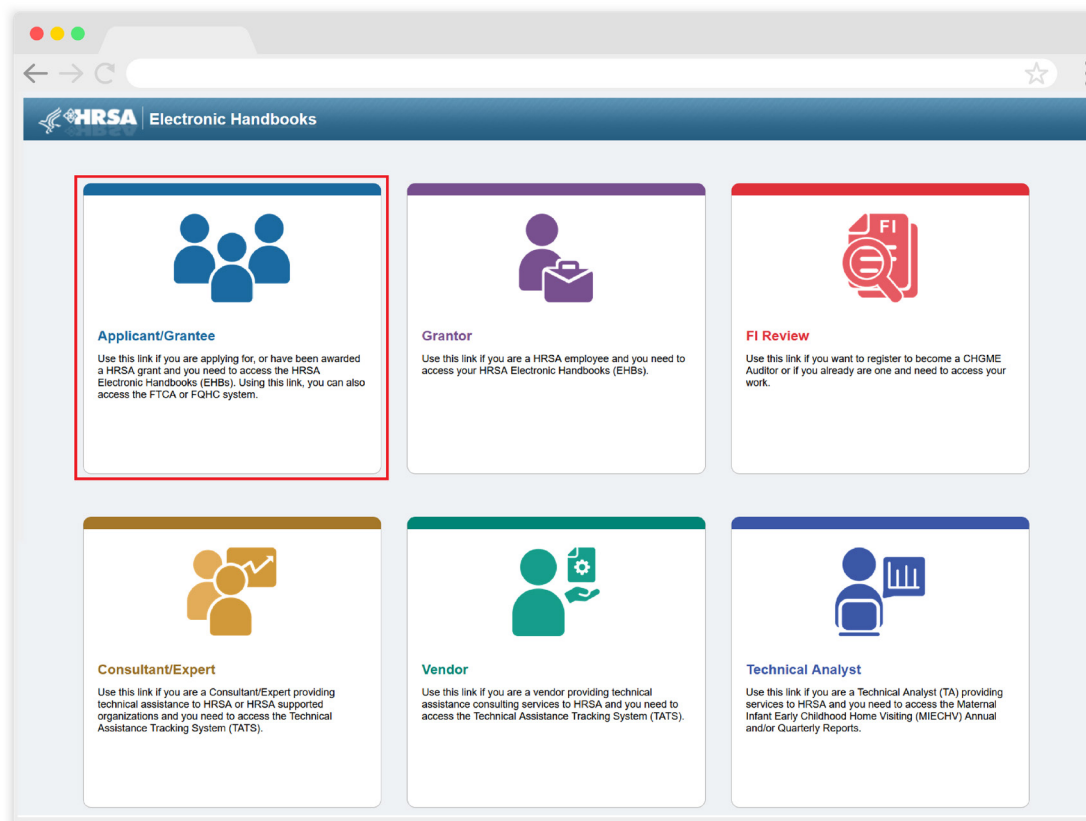 HRSA Electronic Handbooks
FI
Applicant/Grantee
Use this link if you are applying for, or have been awarded
a HRSA grant and you need to access the HRSA
Electronic Handbooks (EHBs). Using this link, you can also
access the FTCA or FQHC system.
Grantor
Use this link if you are a HRSA employee and you need to
access your HRSA Electronic Handbooks (EHBs).
FI Review
Use this link if you want to register to become a CHGME
Auditor or if you already are one and need to access your
work.
Consultant/Expert
Use this link if you are a Consultant/Expert providing
technical assistance to HRSA or HRSA supported
organizations and you need to access the Technical
Assistance Tracking System (TATS).
Vendor
Use this link if you are a vendor providing technical
assistance consulting services to HRSA and you need to
access the Technical Assistance Tracking System (TATS).
Technical Analyst
Use this link if you are a Technical Analyst (TA) providing
services to HRSA and you need to access the Maternal
Infant Early Childhood Home Visiting (MIECHV) Annual
and/or Quarterly Reports.